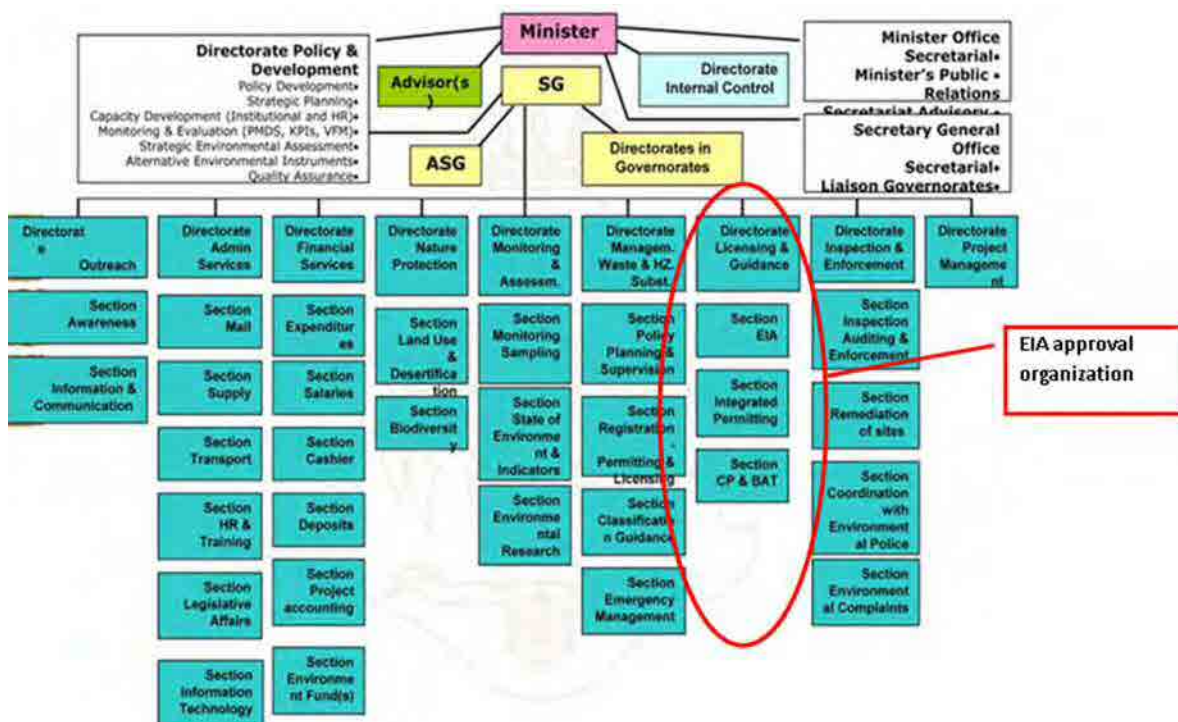 Minister
Directorate Policy &
Development
Policy Development•
Strategic Planning•
Capacity Development (Institutional and HR)•
Monitoring & Evaluation (PMDS, KPIs, VFM)•
Strategic Environmental Assessment•
Alternative Environmental Instruments•
Quality Assurance•
Advisor(s
)
SG
ASG
Directorate
Internal Control
Directorates in
Governorates
Minister Office
Secretarial•
Minister's Public •
Relations
Secretariat Advisory •
Secretary General
Office
Secretarial•
Liaison Governorates•
Directorat
e
Outreach
Section
Awareness
Section
Information &
Communication
Directorate
Admin
Services
Section
Mail
Section
Supply
Section
Transport
Section
HR &
Training
Section
Legislative
Affairs
Section
Information
Technology
Directorate
Financial
Services
Section
Expenditur
es
Section
Salaries
Section
Cashier
Section
Deposits
Section
Project
accounting
Section
Environme
nt Fund(s)
Directorate
Nature
Protection
Section
Land Use
&
Desertifica
tion
Section
Biodiversit
y
Directorate
Monitoring
&
Assessm.
Section
Monitoring
Sampling
Section
State of
Environme
nt &
Indicators
Section
Environme
ntal
Research
Directorate
Managem.
Waste & HZ.
Subst.
Section
Policy
Planning &
Supervision
Section
Registration
-
Permitting &
Licensing
Section
Classificatio
n Guidance
Section
Emergency
Management
Directorate
Licensing &
Guidance
Section
EIA
Section
Integrated
Permitting
Section
CP & BAT
Directorate
Inspection &
Enforcement
Section
Inspection
Auditing &
Enforcement
Section
Remediation
of sites
Section
Coordination
with
Environment
al Police
Section
Environment
al Complaints
Directorate
Project
Manageme
nt
EIA approval
organization